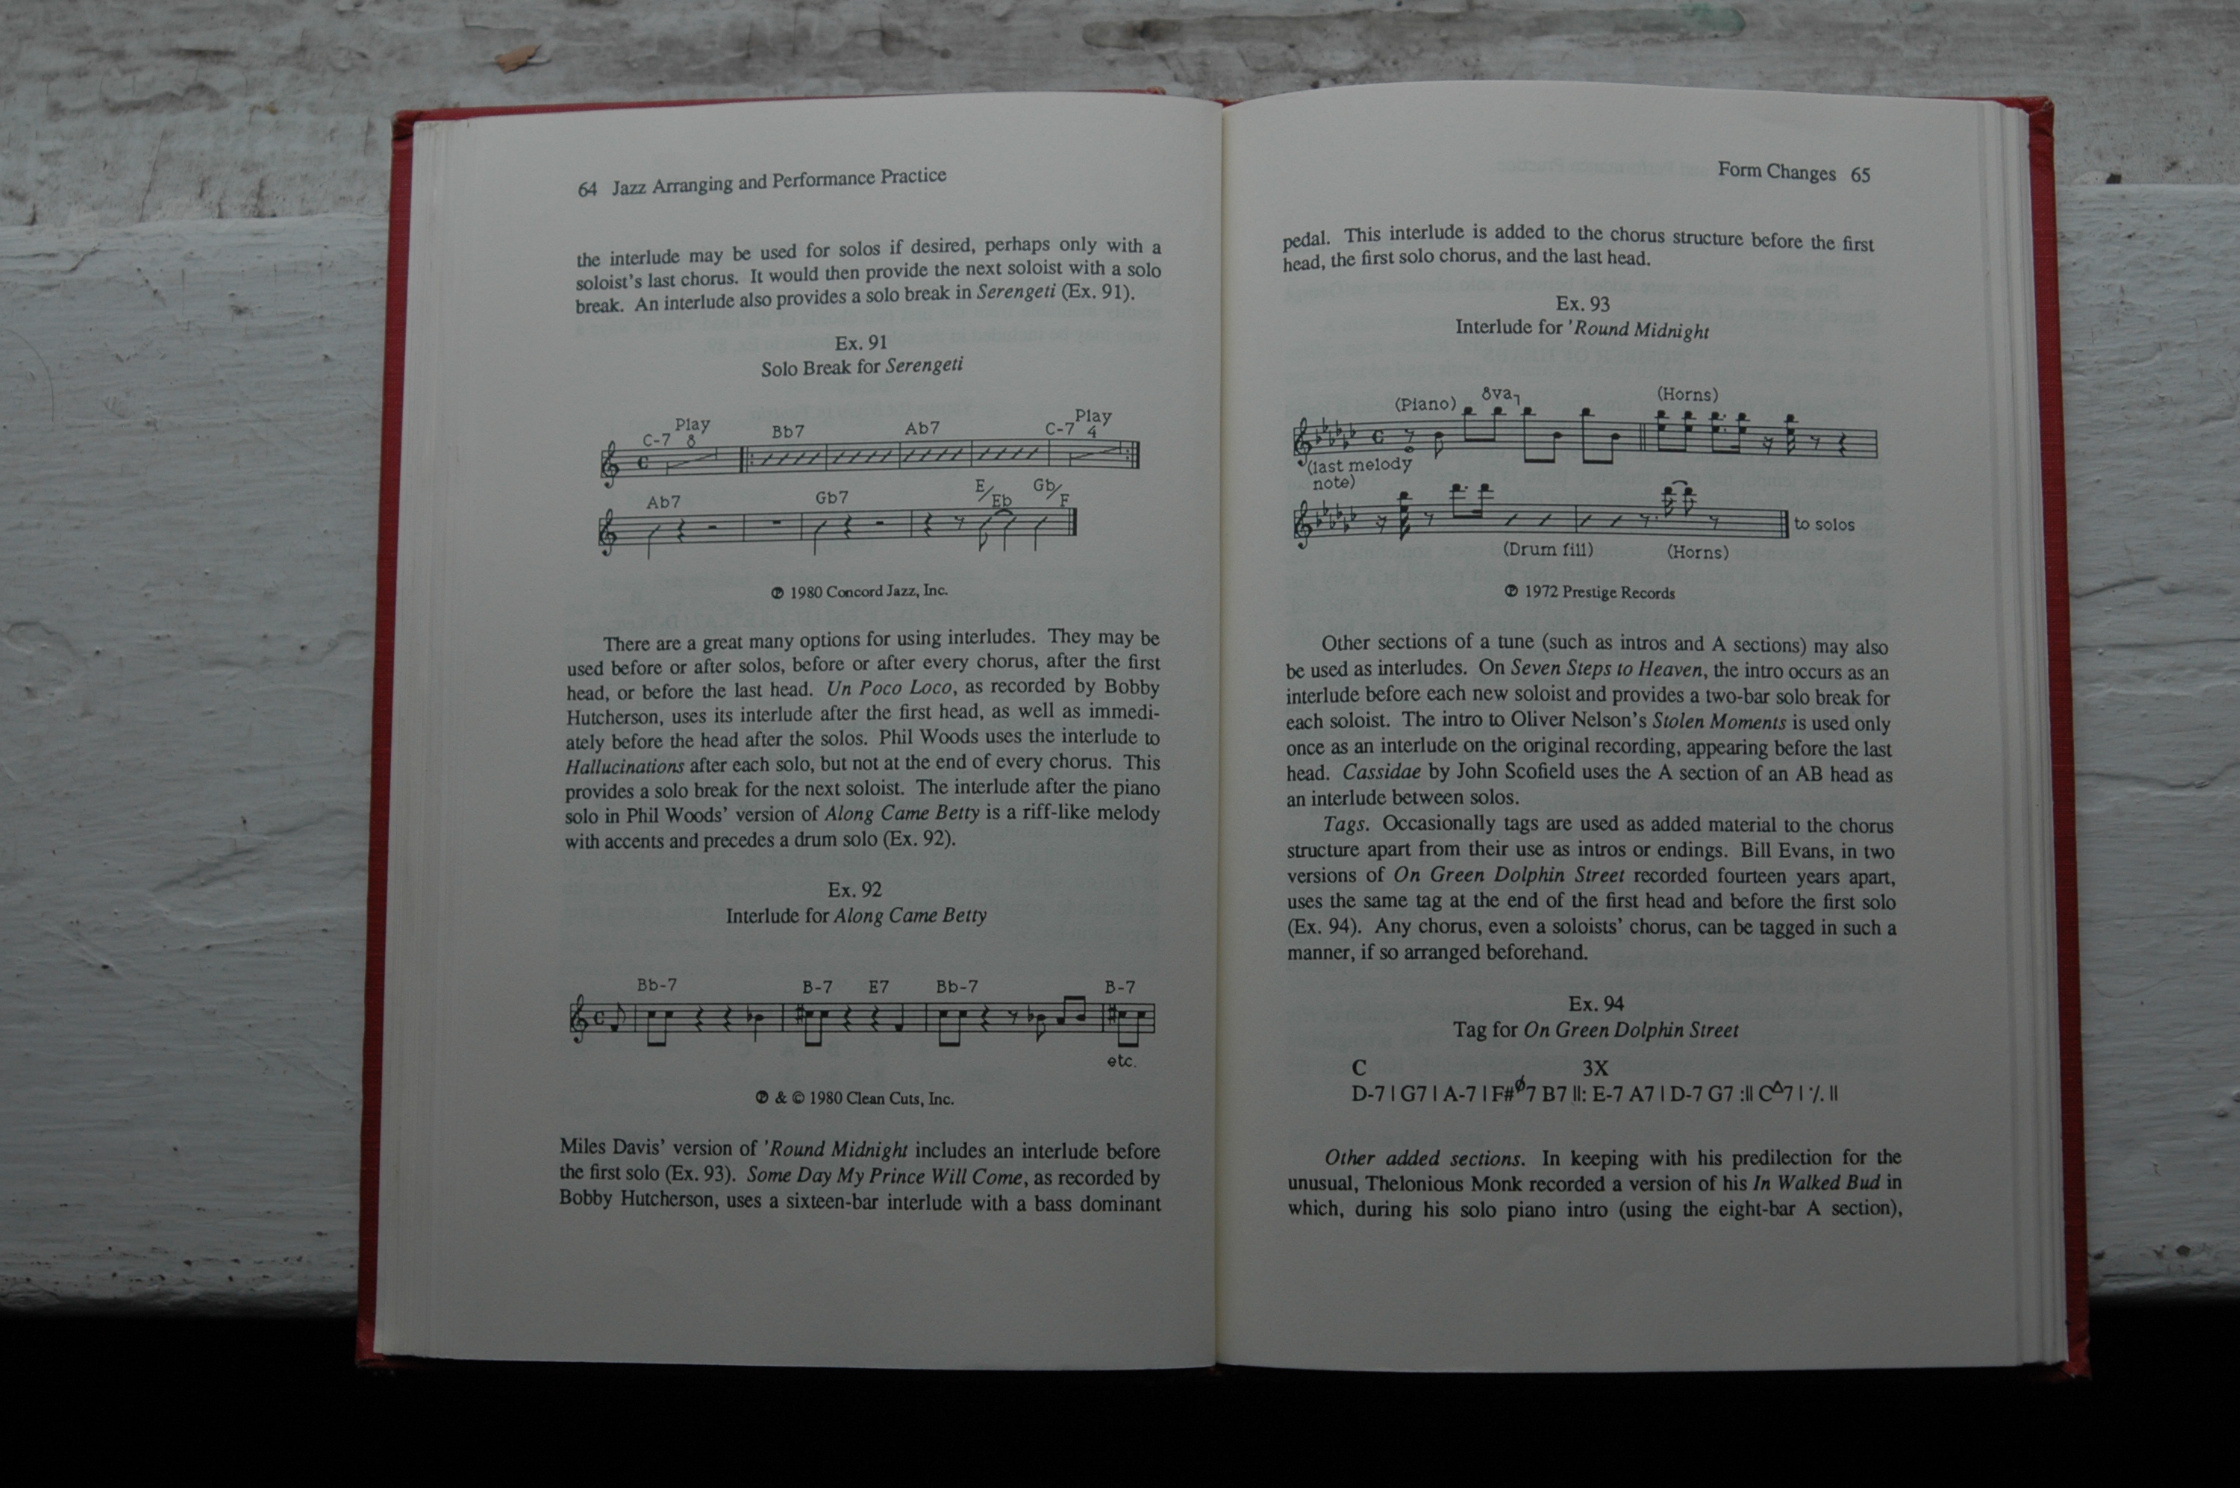 64 Jazz Arranging and Performance Practice
the interlude may be used for solos if desired, perhaps only with a
soloist's last chorus. It would then provide the next soloist with a solo
break. An interlude also provides a solo break in Serengeti (Ex. 91).
Ex. 91
Solo Break for Serengeti
C-7 Play 8 Bb7 Ab7 C-7 Play 4
Ab7 Gb7 E/Eb Gb/F
℗ 1980 Concord Jazz, Inc.
There are a great many options for using interludes. They may be
used before or after solos, before or after every chorus, after the first
head, or before the last head. Un Poco Loco, as recorded by Bobby
Hutcherson, uses its interlude after the first head, as well as immedi-
ately before the head after the solos. Phil Woods uses the interlude to
Hallucinations after each solo, but not at the end of every chorus. This
provides a solo break for the next soloist. The interlude after the piano
solo in Phil Woods' version of Along Came Betty is a riff-like melody
with accents and precedes a drum solo (Ex. 92).
Ex. 92
Interlude for Along Came Betty
Bb-7 B-7 E7 Bb-7 B-7
etc.
℗ & © 1980 Clean Cuts, Inc.
Miles Davis' version of 'Round Midnight includes an interlude before
the first solo (Ex. 93). Some Day My Prince Will Come, as recorded by
Bobby Hutcherson, uses a sixteen-bar interlude with a bass dominant
Form Changes 65
pedal. This interlude is added to the chorus structure before the first
head, the first solo chorus, and the last head.
Ex. 93
Interlude for 'Round Midnight
(Piano) 8va (Horns)
(last melody
note)
to solos
(Drum fill) (Horns)
℗ 1972 Prestige Records
Other sections of a tune (such as intros and A sections) may also
be used as interludes. On Seven Steps to Heaven, the intro occurs as an
interlude before each new soloist and provides a two-bar solo break for
each soloist. The intro to Oliver Nelson's Stolen Moments is used only
once as an interlude on the original recording, appearing before the last
head. Cassidae by John Scofield uses the A section of an AB head as
an interlude between solos.
Tags. Occasionally tags are used as added material to the chorus
structure apart from their use as intros or endings. Bill Evans, in two
versions of On Green Dolphin Street recorded fourteen years apart,
uses the same tag at the end of the first head and before the first solo
(Ex. 94). Any chorus, even a soloists' chorus, can be tagged in such a
manner, if so arranged beforehand.
Ex. 94
Tag for On Green Dolphin Street
C 3X
D-7 | G7 | A-7 | F#ø7 B7 ||: E-7 A7 | D-7 G7 :|| CΔ7 | ٪ ||
Other added sections. In keeping with his predilection for the
unusual, Thelonious Monk recorded a version of his In Walked Bud in
which, during his solo piano intro (using the eight-bar A section),